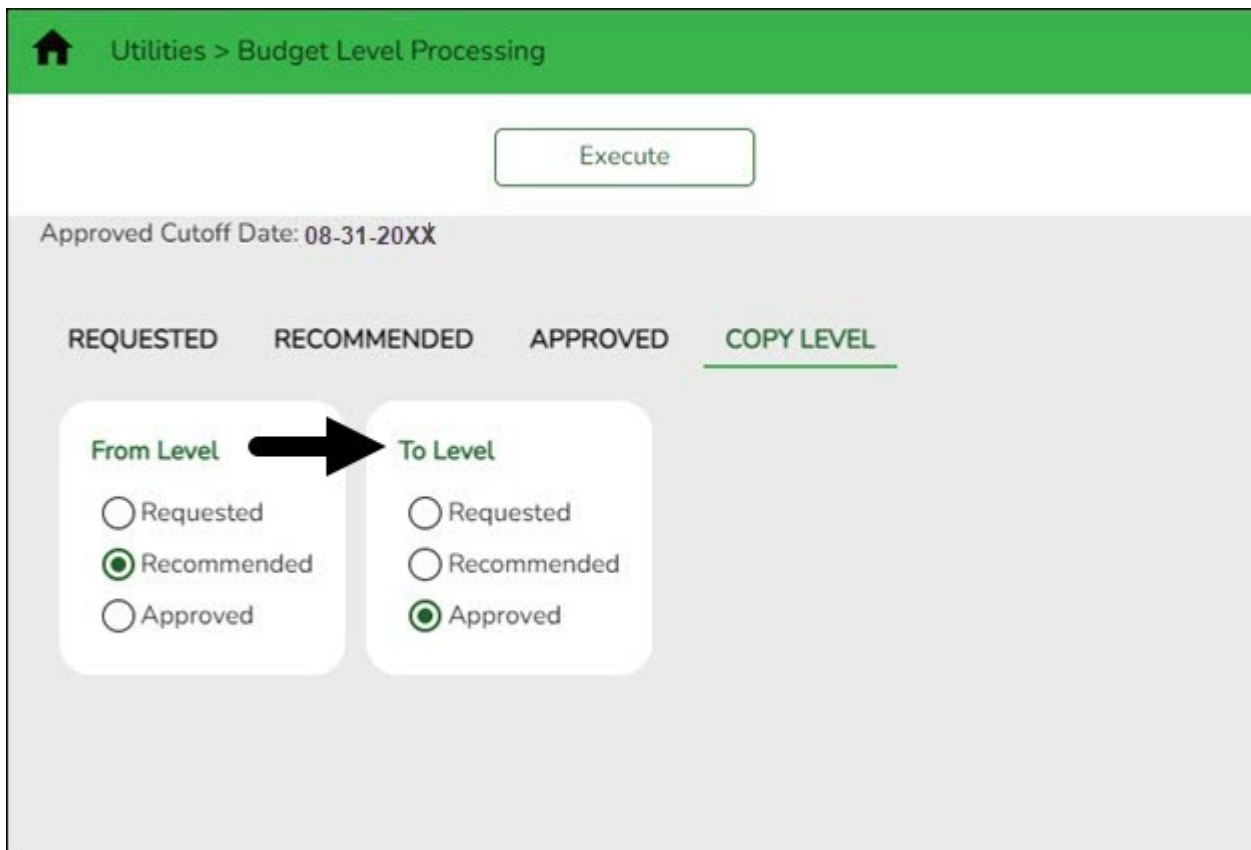 Utilities > Budget Level Processing
Execute
Approved Cutoff Date: 08-31-20XX
REQUESTED RECOMMENDED APPROVED COPY LEVEL
From Level To Level
Requested Requested
Recommended Recommended
Approved Approved